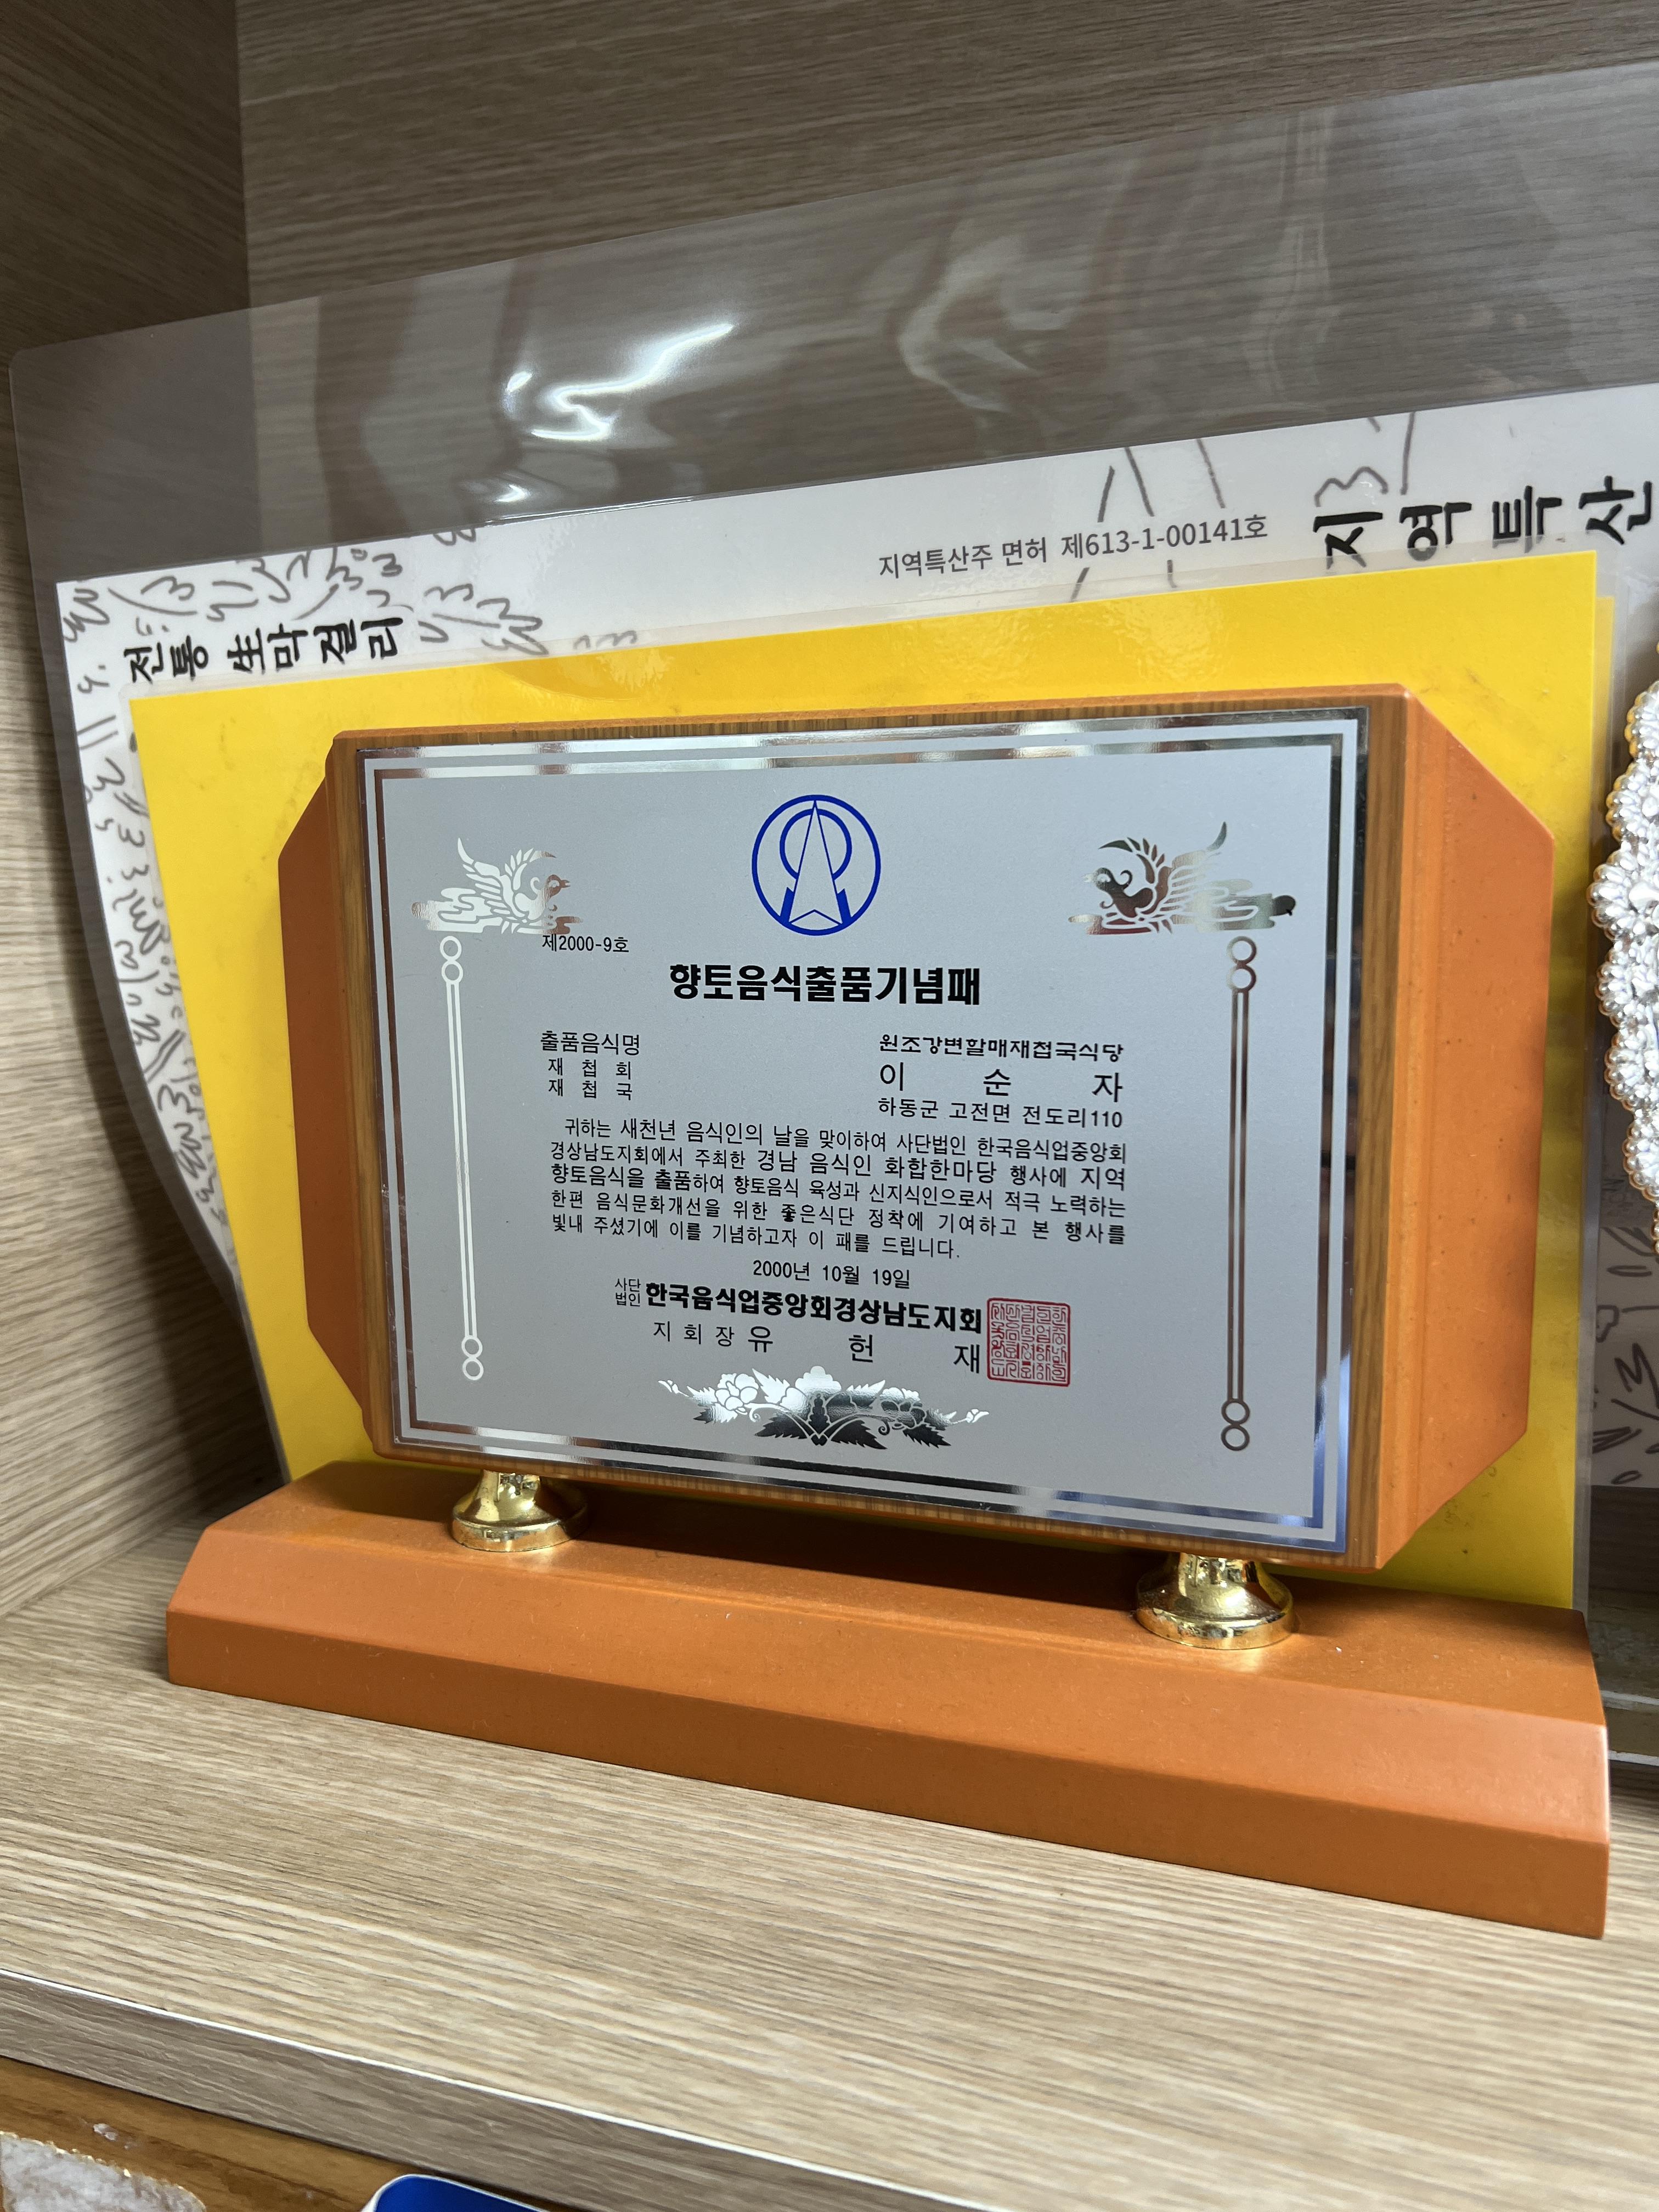 지역특산주 면허 제613-1-00141호
지역특산
전통 생막걸리
제2000-9호
향토음식출품기념패
출품음식명
재 첩 회
재 첩 국
원조강변할매재첩국식당
이 순 자
하동군 고전면 전도리110
귀하는 새천년 음식인의 날을 맞이하여 사단법인 한국음식업중앙회
경상남도지회에서 주최한 경남 음식인 화합한마당 행사에 지역
향토음식을 출품하여 향토음식 육성과 신지식인으로서 적극 노력하는
한편 음식문화개선을 위한 좋은식단 정착에 기여하고 본 행사를
빛내 주셨기에 이를 기념하고자 이 패를 드립니다.
2000년 10월 19일
사단법인 한국음식업중앙회경상남도지회
지 회 장 유 헌 재